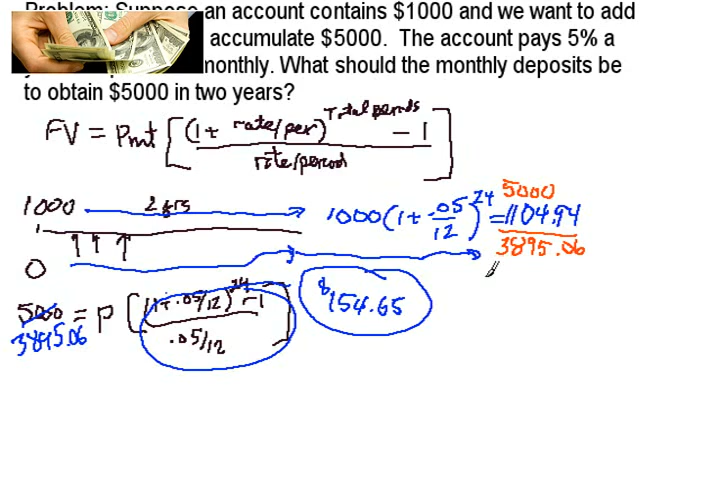 Problem: Suppose an account contains $1000 and we want to add
accumulate $5000. The account pays 5% a
monthly. What should the monthly deposits be
to obtain $5000 in two years?
FV = Pmt [ (1 + rate/per)^Total periods - 1 ]
rate/period
1000 2 yrs 1000(1 + .05/12)^24 = 1104.94
5000
3895.06
0
5000 = P [ (1 + .05/12)^24 - 1 ] $154.65
3895.06 .05/12